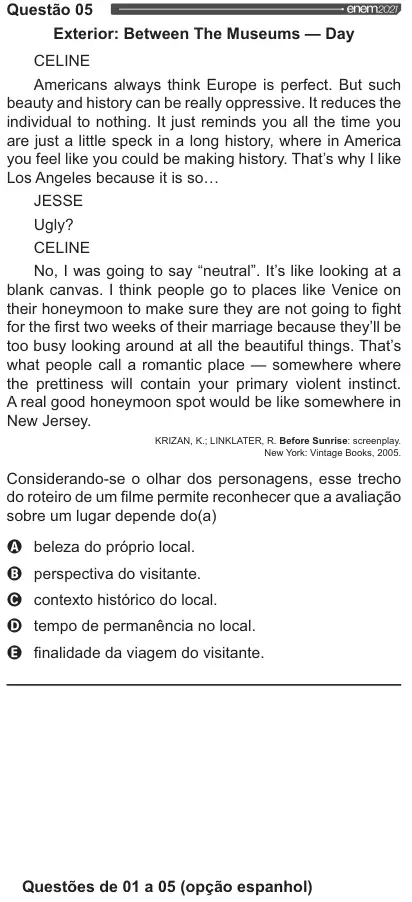 Questão 05 enem2021
Exterior: Between The Museums — Day
CELINE
Americans always think Europe is perfect. But such
beauty and history can be really oppressive. It reduces the
individual to nothing. It just reminds you all the time you
are just a little speck in a long history, where in America
you feel like you could be making history. That’s why I like
Los Angeles because it is so…
JESSE
Ugly?
CELINE
No, I was going to say “neutral”. It’s like looking at a
blank canvas. I think people go to places like Venice on
their honeymoon to make sure they are not going to fight
for the first two weeks of their marriage because they’ll be
too busy looking around at all the beautiful things. That’s
what people call a romantic place — somewhere where
the prettiness will contain your primary violent instinct.
A real good honeymoon spot would be like somewhere in
New Jersey.
KRIZAN, K.; LINKLATER, R. Before Sunrise: screenplay.
New York: Vintage Books, 2005.
Considerando-se o olhar dos personagens, esse trecho
do roteiro de um filme permite reconhecer que a avaliação
sobre um lugar depende do(a)
A beleza do próprio local.
B perspectiva do visitante.
C contexto histórico do local.
D tempo de permanência no local.
E finalidade da viagem do visitante.
Questões de 01 a 05 (opção espanhol)